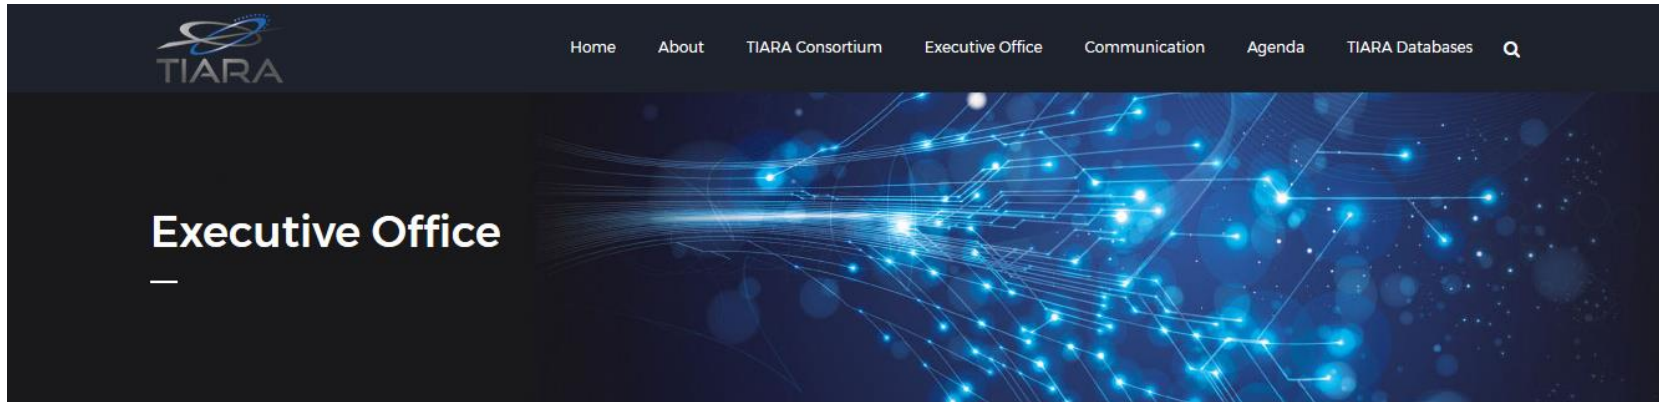 TIARA
Home About TIARA Consortium Executive Office Communication Agenda TIARA Databases
Executive Office